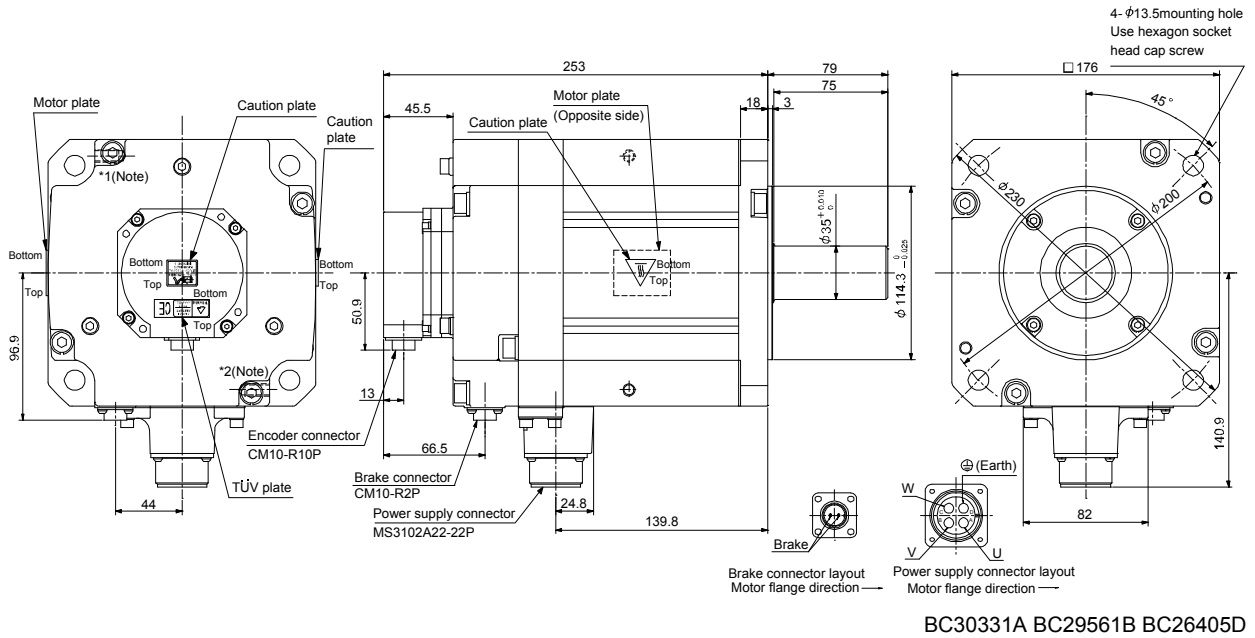 4-φ13.5mounting hole
Use hexagon socket
head cap screw
253
79
□176
75
45.5
18
3
45°
Motor plate
Caution plate
Caution
plate
Caution plate
Motor plate
(Opposite side)
*1(Note)
φ230
φ200
φ35 +0.010 0
φ114.3 0 -0.025
Bottom
Top
Bottom
Top
Bottom
Top
Bottom
Top
Bottom
Top
CE
50.9
96.9
*2(Note)
13
140.9
Encoder connector
CM10-R10P
66.5
TÜV plate
Brake connector
CM10-R2P
44
24.8
Power supply connector
MS3102A22-22P
139.8
Brake
Brake connector layout
Motor flange direction
(Earth)
W
V
U
Power supply connector layout
Motor flange direction
82
BC30331A BC29561B BC26405D